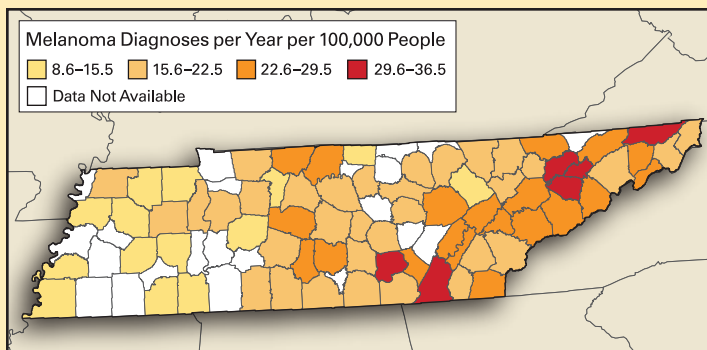 Melanoma Diagnoses per Year per 100,000 People
8.6–15.5 15.6–22.5 22.6–29.5 29.6–36.5
Data Not Available